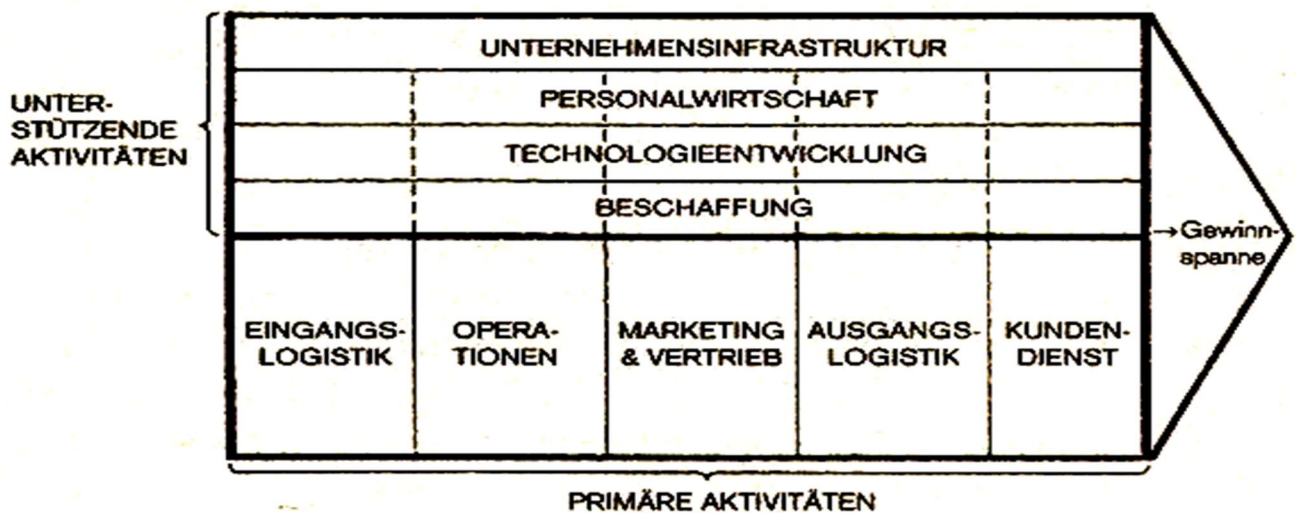 UNTERNEHMENSINFRASTRUKTUR
UNTER-
STÜTZENDE
AKTIVITÄTEN
PERSONALWIRTSCHAFT
TECHNOLOGIEENTWICKLUNG
BESCHAFFUNG
→Gewinn-
spanne
EINGANGS-
LOGISTIK
OPERA-
TIONEN
MARKETING
& VERTRIEB
AUSGANGS-
LOGISTIK
KUNDEN-
DIENST
PRIMÄRE AKTIVITÄTEN